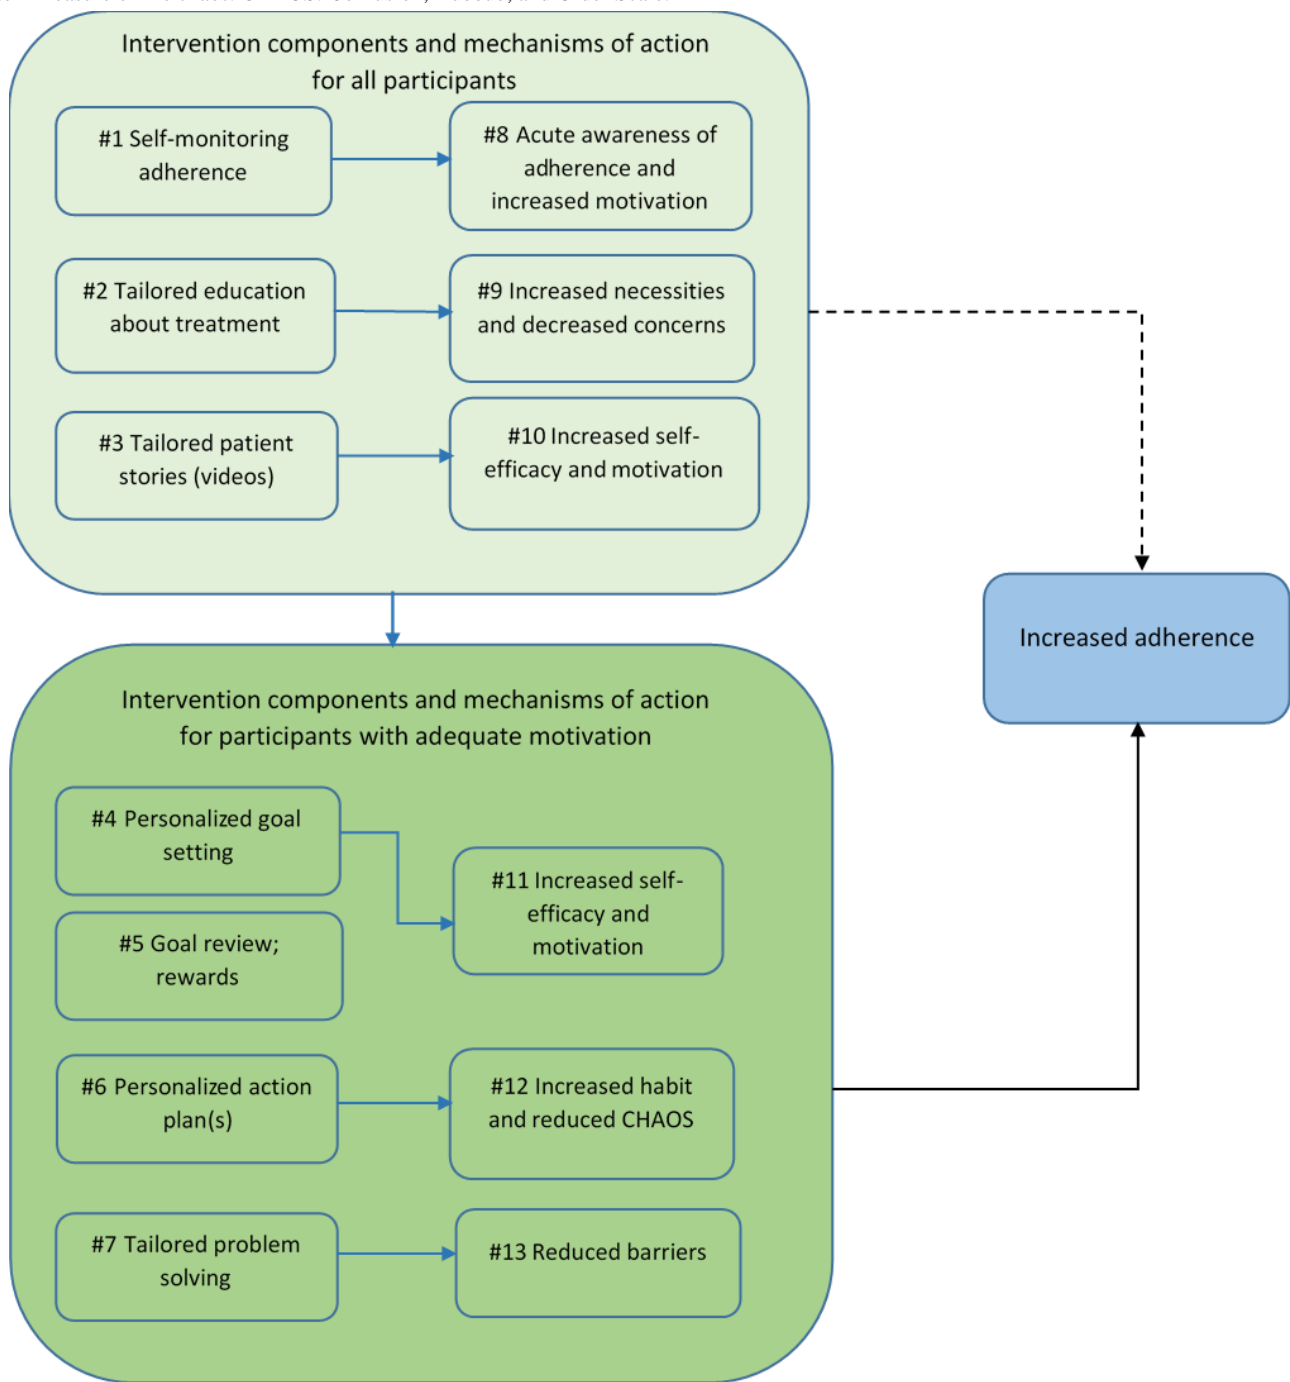 Intervention components and mechanisms of action
for all participants
#1 Self-monitoring
adherence
#8 Acute awareness of
adherence and
increased motivation
#2 Tailored education
about treatment
#9 Increased necessities
and decreased concerns
#3 Tailored patient
stories (videos)
#10 Increased self-
efficacy and motivation
Increased adherence
Intervention components and mechanisms of action
for participants with adequate motivation
#4 Personalized goal
setting
#11 Increased self-
efficacy and
motivation
#5 Goal review;
rewards
#6 Personalized action
plan(s)
#12 Increased habit
and reduced CHAOS
#7 Tailored problem
solving
#13 Reduced barriers